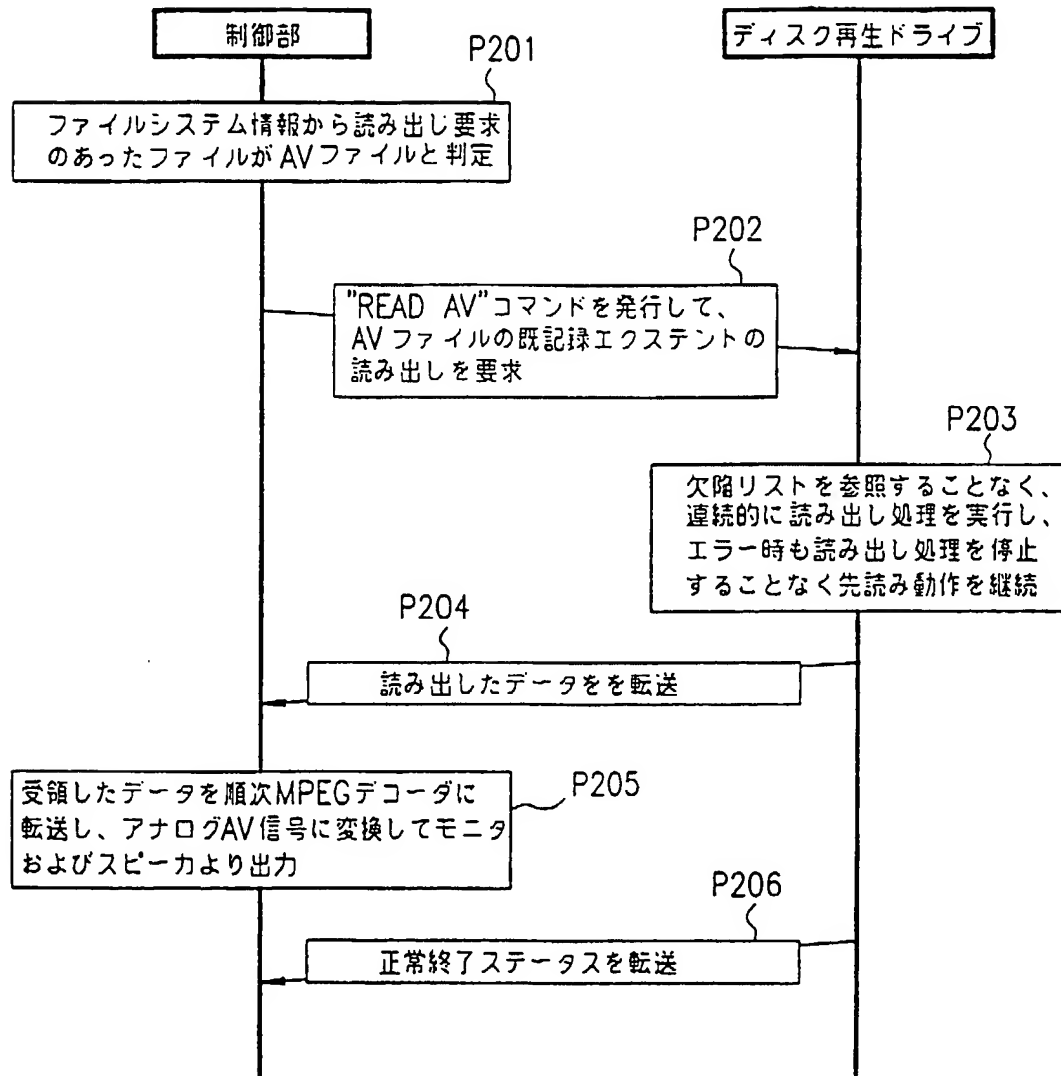 制御部
ディスク再生ドライブ
P201
ファイルシステム情報から読み出じ要求
のあったファイルがAVファイルと判定
P202
"READ AV"コマンドを発行して、
AVファイルの既記録エクステントの
読み出しを要求
P203
欠陥リストを参照することなく、
連続的に読み出し処理を実行し、
エラー時も読み出し処理を停止
することなく先読み動作を継続
P204
読み出したデータをを転送
P205
受領したデータを順次MPEGデコーダに
転送し、アナログAV信号に変換してモニタ
およびスピーカより出力
P206
正常終了ステータスを転送